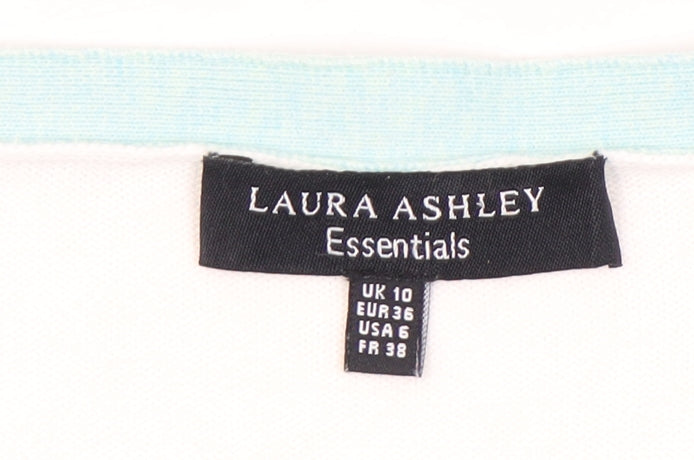 LAURA ASHLEY
Essentials
UK 10
EUR 36
USA 6
FR 38